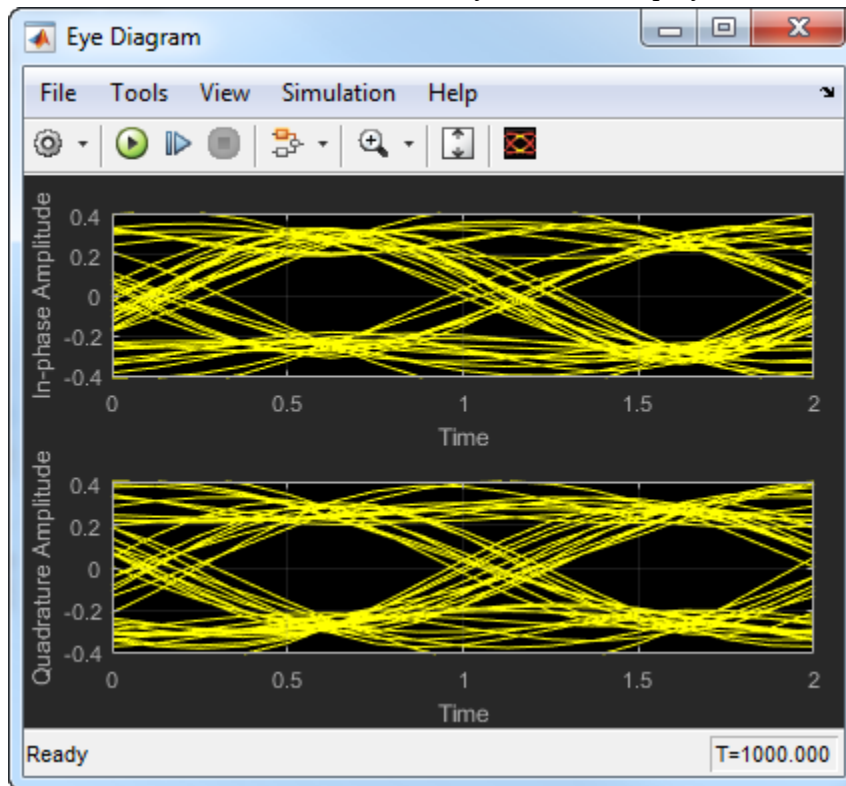 Eye Diagram
File Tools View Simulation Help
In-phase Amplitude
0.4
0.2
0
-0.2
-0.4
0 0.5 1 1.5 2
Time
Quadrature Amplitude
0.4
0.2
0
-0.2
-0.4
0 0.5 1 1.5 2
Time
Ready T=1000.000